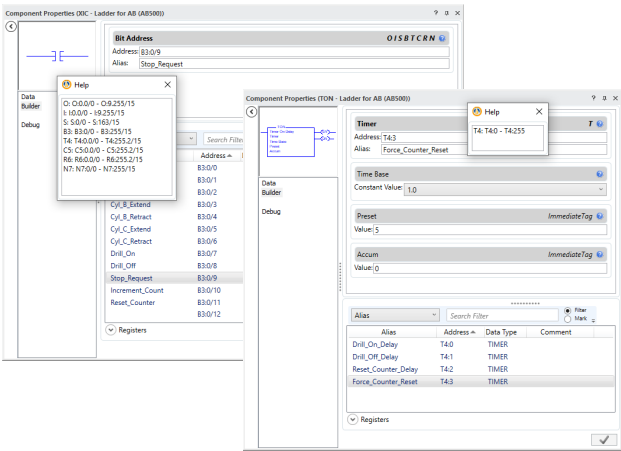 Component Properties (XIC - Ladder for AB (AB500))
Bit Address
O I S B T C R N
Address: B3:0/9
Alias: Stop_Request
Help
O: O:0.0/0 - O:9.255/15
I: I:0.0/0 - I:9.255/15
S: S:0/0 - S:163/15
B3: B3:0/0 - B3:255/15
T4: T4:0.0/0 - T4:255.2/15
C5: C5:0.0/0 - C5:255.2/15
R6: R6:0.0/0 - R6:255.2/15
N7: N7:0/0 - N7:255/15
Data
Builder
Debug
Search Filte
Address
B3:0/0
B3:0/1
B3:0/2
Cyl_B_Extend B3:0/3
Cyl_B_Retract B3:0/4
Cyl_C_Extend B3:0/5
Cyl_C_Retract B3:0/6
Drill_On B3:0/7
Drill_Off B3:0/8
Stop_Request B3:0/9
Increment_Count B3:0/10
Reset_Counter B3:0/11
B3:0/12
Registers
Component Properties (TON - Ladder for AB (AB500))
TON
Timer On Delay
Timer
Time Base
Preset
Accum
Data
Builder
Debug
Timer
T
Address: T4:3
Alias: Force_Counter_Reset
Help
T4: T4:0 - T4:255
Time Base
Constant Value: 1.0
Preset ImmediateTag
Value: 5
Accum ImmediateTag
Value: 0
Alias Search Filter Filter
Mark
Alias Address Data Type Comment
Drill_On_Delay T4:0 TIMER
Drill_Off_Delay T4:1 TIMER
Reset_Counter_Delay T4:2 TIMER
Force_Counter_Reset T4:3 TIMER
Registers